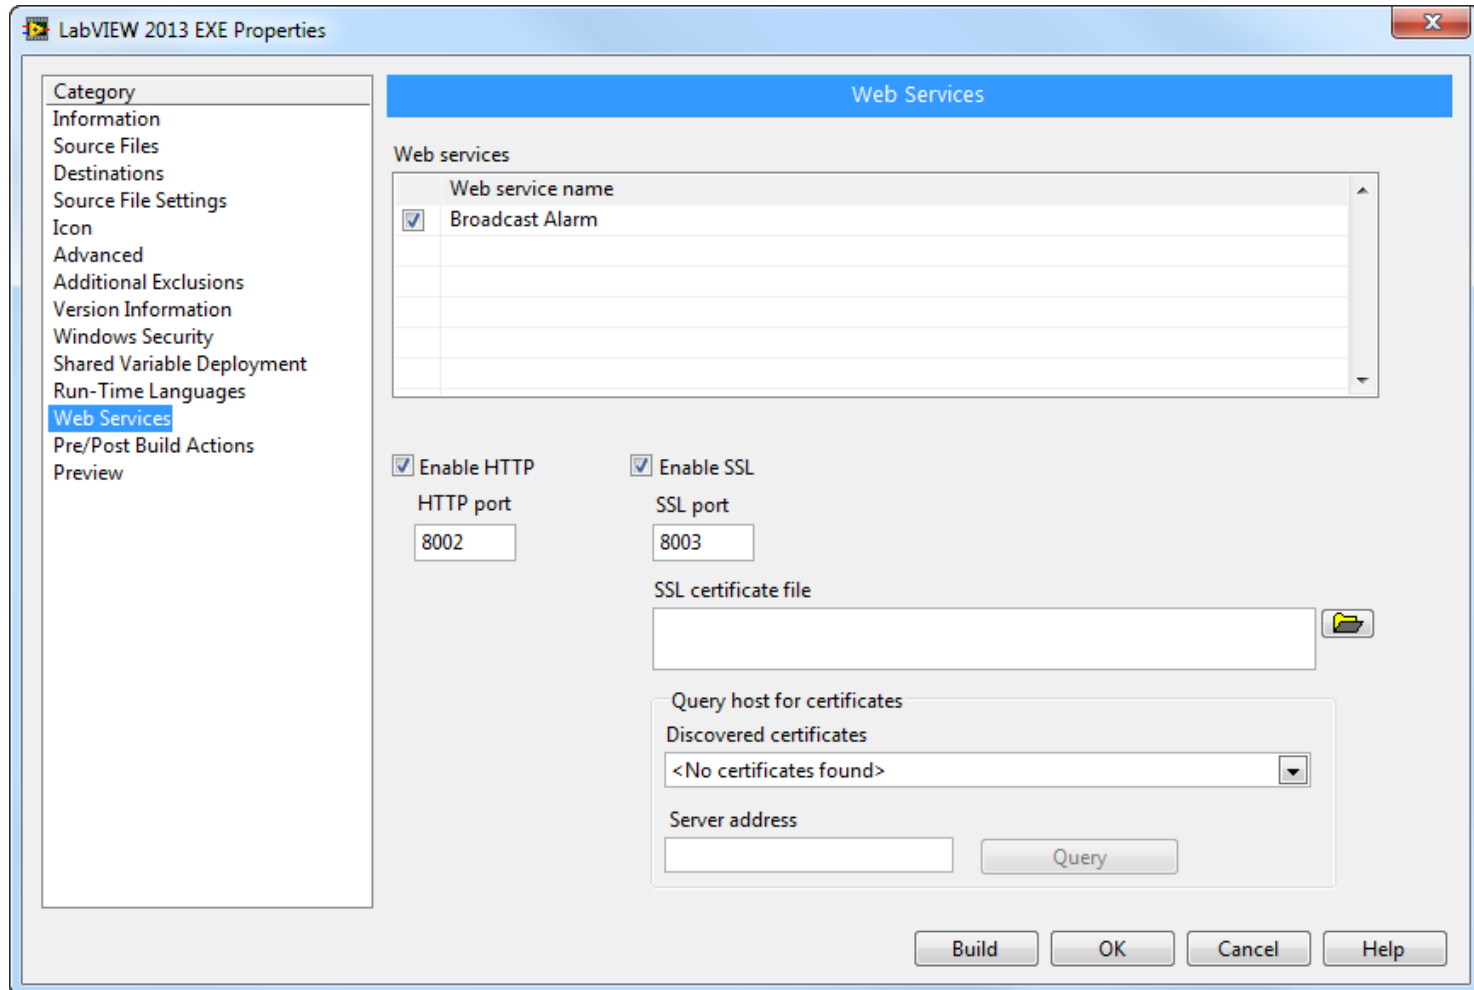 LabVIEW 2013 EXE Properties
Category
Information
Source Files
Destinations
Source File Settings
Icon
Advanced
Additional Exclusions
Version Information
Windows Security
Shared Variable Deployment
Run-Time Languages
Web Services
Pre/Post Build Actions
Preview
Web Services
Web services
Web service name
Broadcast Alarm
Enable HTTP
HTTP port
8002
Enable SSL
SSL port
8003
SSL certificate file
Query host for certificates
Discovered certificates
<No certificates found>
Server address
Query
Build
OK
Cancel
Help